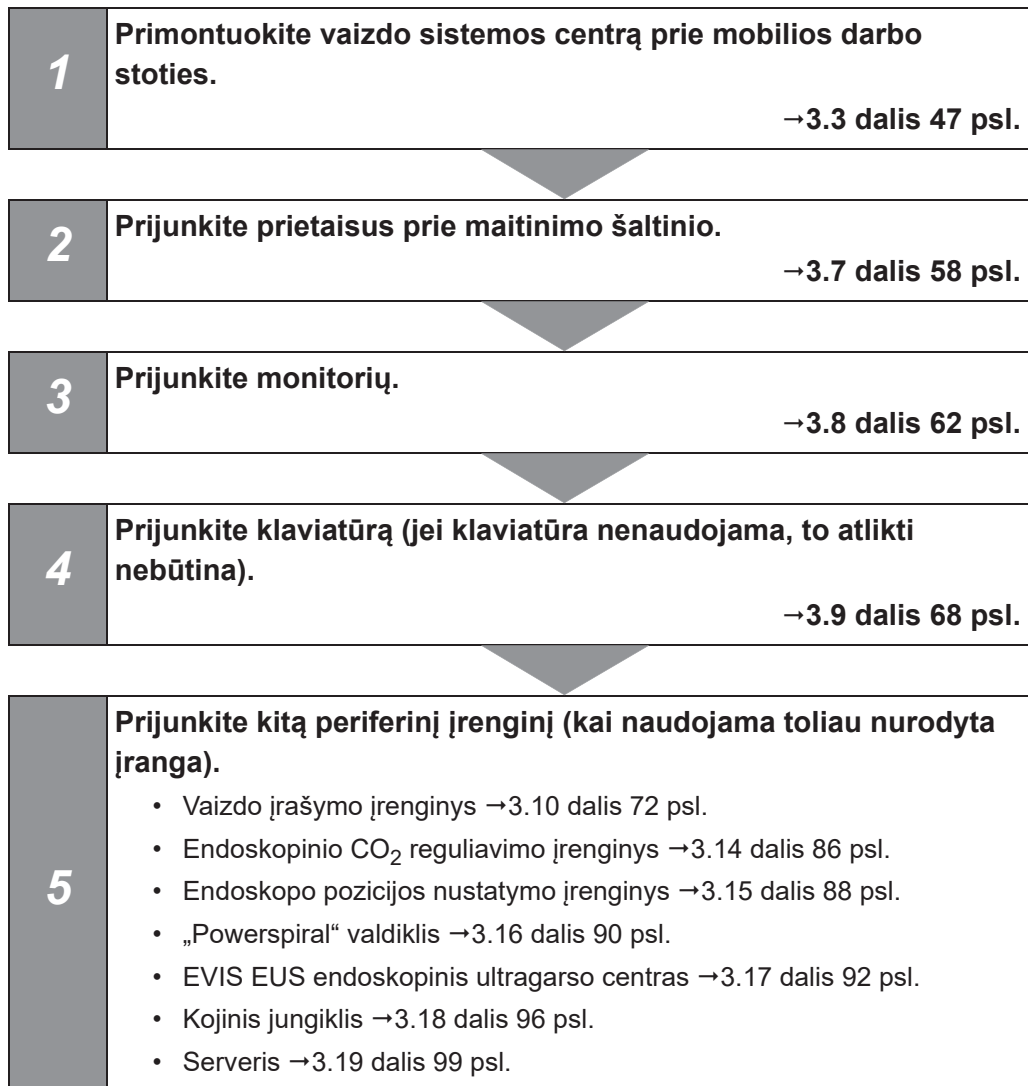 1
Primontuokite vaizdo sistemos centrą prie mobilios darbo
stoties.
→3.3 dalis 47 psl.
2
Prijunkite prietaisus prie maitinimo šaltinio.
→3.7 dalis 58 psl.
3
Prijunkite monitorių.
→3.8 dalis 62 psl.
4
Prijunkite klaviatūrą (jei klaviatūra nenaudojama, to atlikti
nebūtina).
→3.9 dalis 68 psl.
5
Prijunkite kitą periferinį įrenginį (kai naudojama toliau nurodyta
įranga).
• Vaizdo įrašymo įrenginys →3.10 dalis 72 psl.
• Endoskopinio CO₂ reguliavimo įrenginys →3.14 dalis 86 psl.
• Endoskopo pozicijos nustatymo įrenginys →3.15 dalis 88 psl.
• „Powerspiral“ valdiklis →3.16 dalis 90 psl.
• EVIS EUS endoskopinis ultragarso centras →3.17 dalis 92 psl.
• Kojinis jungiklis →3.18 dalis 96 psl.
• Serveris →3.19 dalis 99 psl.